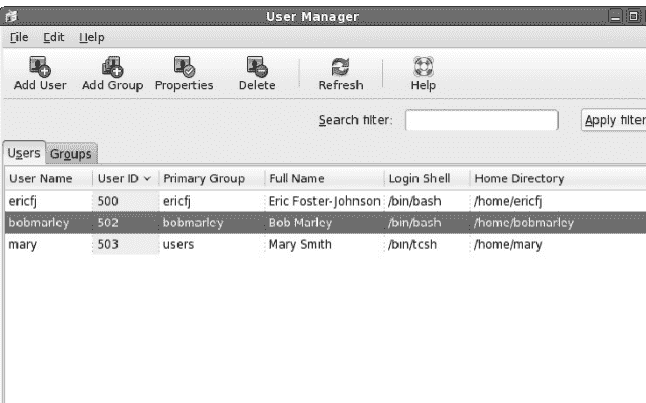 User Manager
File Edit Help
Add User Add Group Properties Delete Refresh Help
Search filter: Apply filter
Users Groups
User Name User ID Primary Group Full Name Login Shell Home Directory
ericfj 500 ericfj Eric Foster-Johnson /bin/bash /home/ericfj
bobmarley 502 bobmarley Bob Marley /bin/bash /home/bobmarley
mary 503 users Mary Smith /bin/tcsh /home/mary